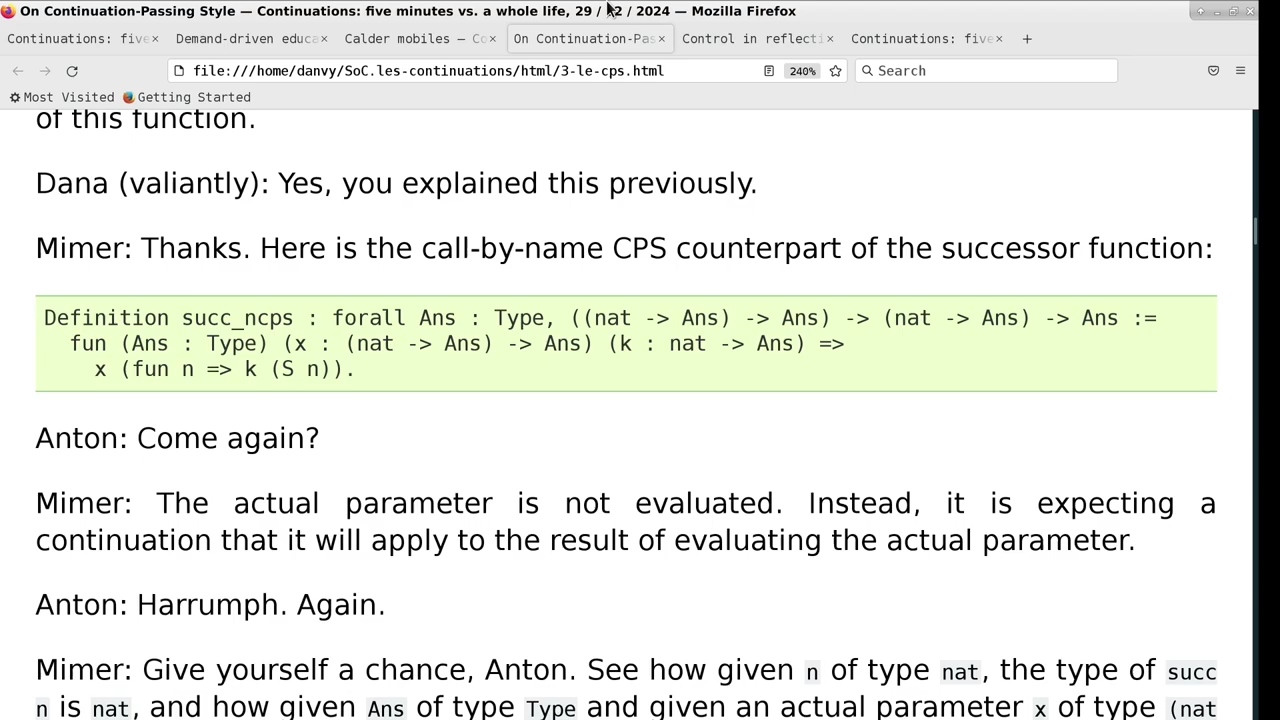 On Continuation-Passing Style — Continuations: five minutes vs. a whole life, 29 / 2 / 2024 — Mozilla Firefox
Continuations: five
Demand-driven educa
Calder mobiles — Co
On Continuation-Pas
Control in reflecti
Continuations: five
file:///home/danvy/SoC.les-continuations/html/3-le-cps.html
240%
Search
Most Visited
Getting Started
of this function.
Dana (valiantly): Yes, you explained this previously.
Mimer: Thanks. Here is the call-by-name CPS counterpart of the successor function:
Definition succ_ncps : forall Ans : Type, ((nat -> Ans) -> Ans) -> (nat -> Ans) -> Ans :=
fun (Ans : Type) (x : (nat -> Ans) -> Ans) (k : nat -> Ans) =>
x (fun n => k (S n)).
Anton: Come again?
Mimer: The actual parameter is not evaluated. Instead, it is expecting a
continuation that it will apply to the result of evaluating the actual parameter.
Anton: Harrumph. Again.
Mimer: Give yourself a chance, Anton. See how given n of type nat, the type of succ
n is nat, and how given Ans of type Type and given an actual parameter x of type (nat